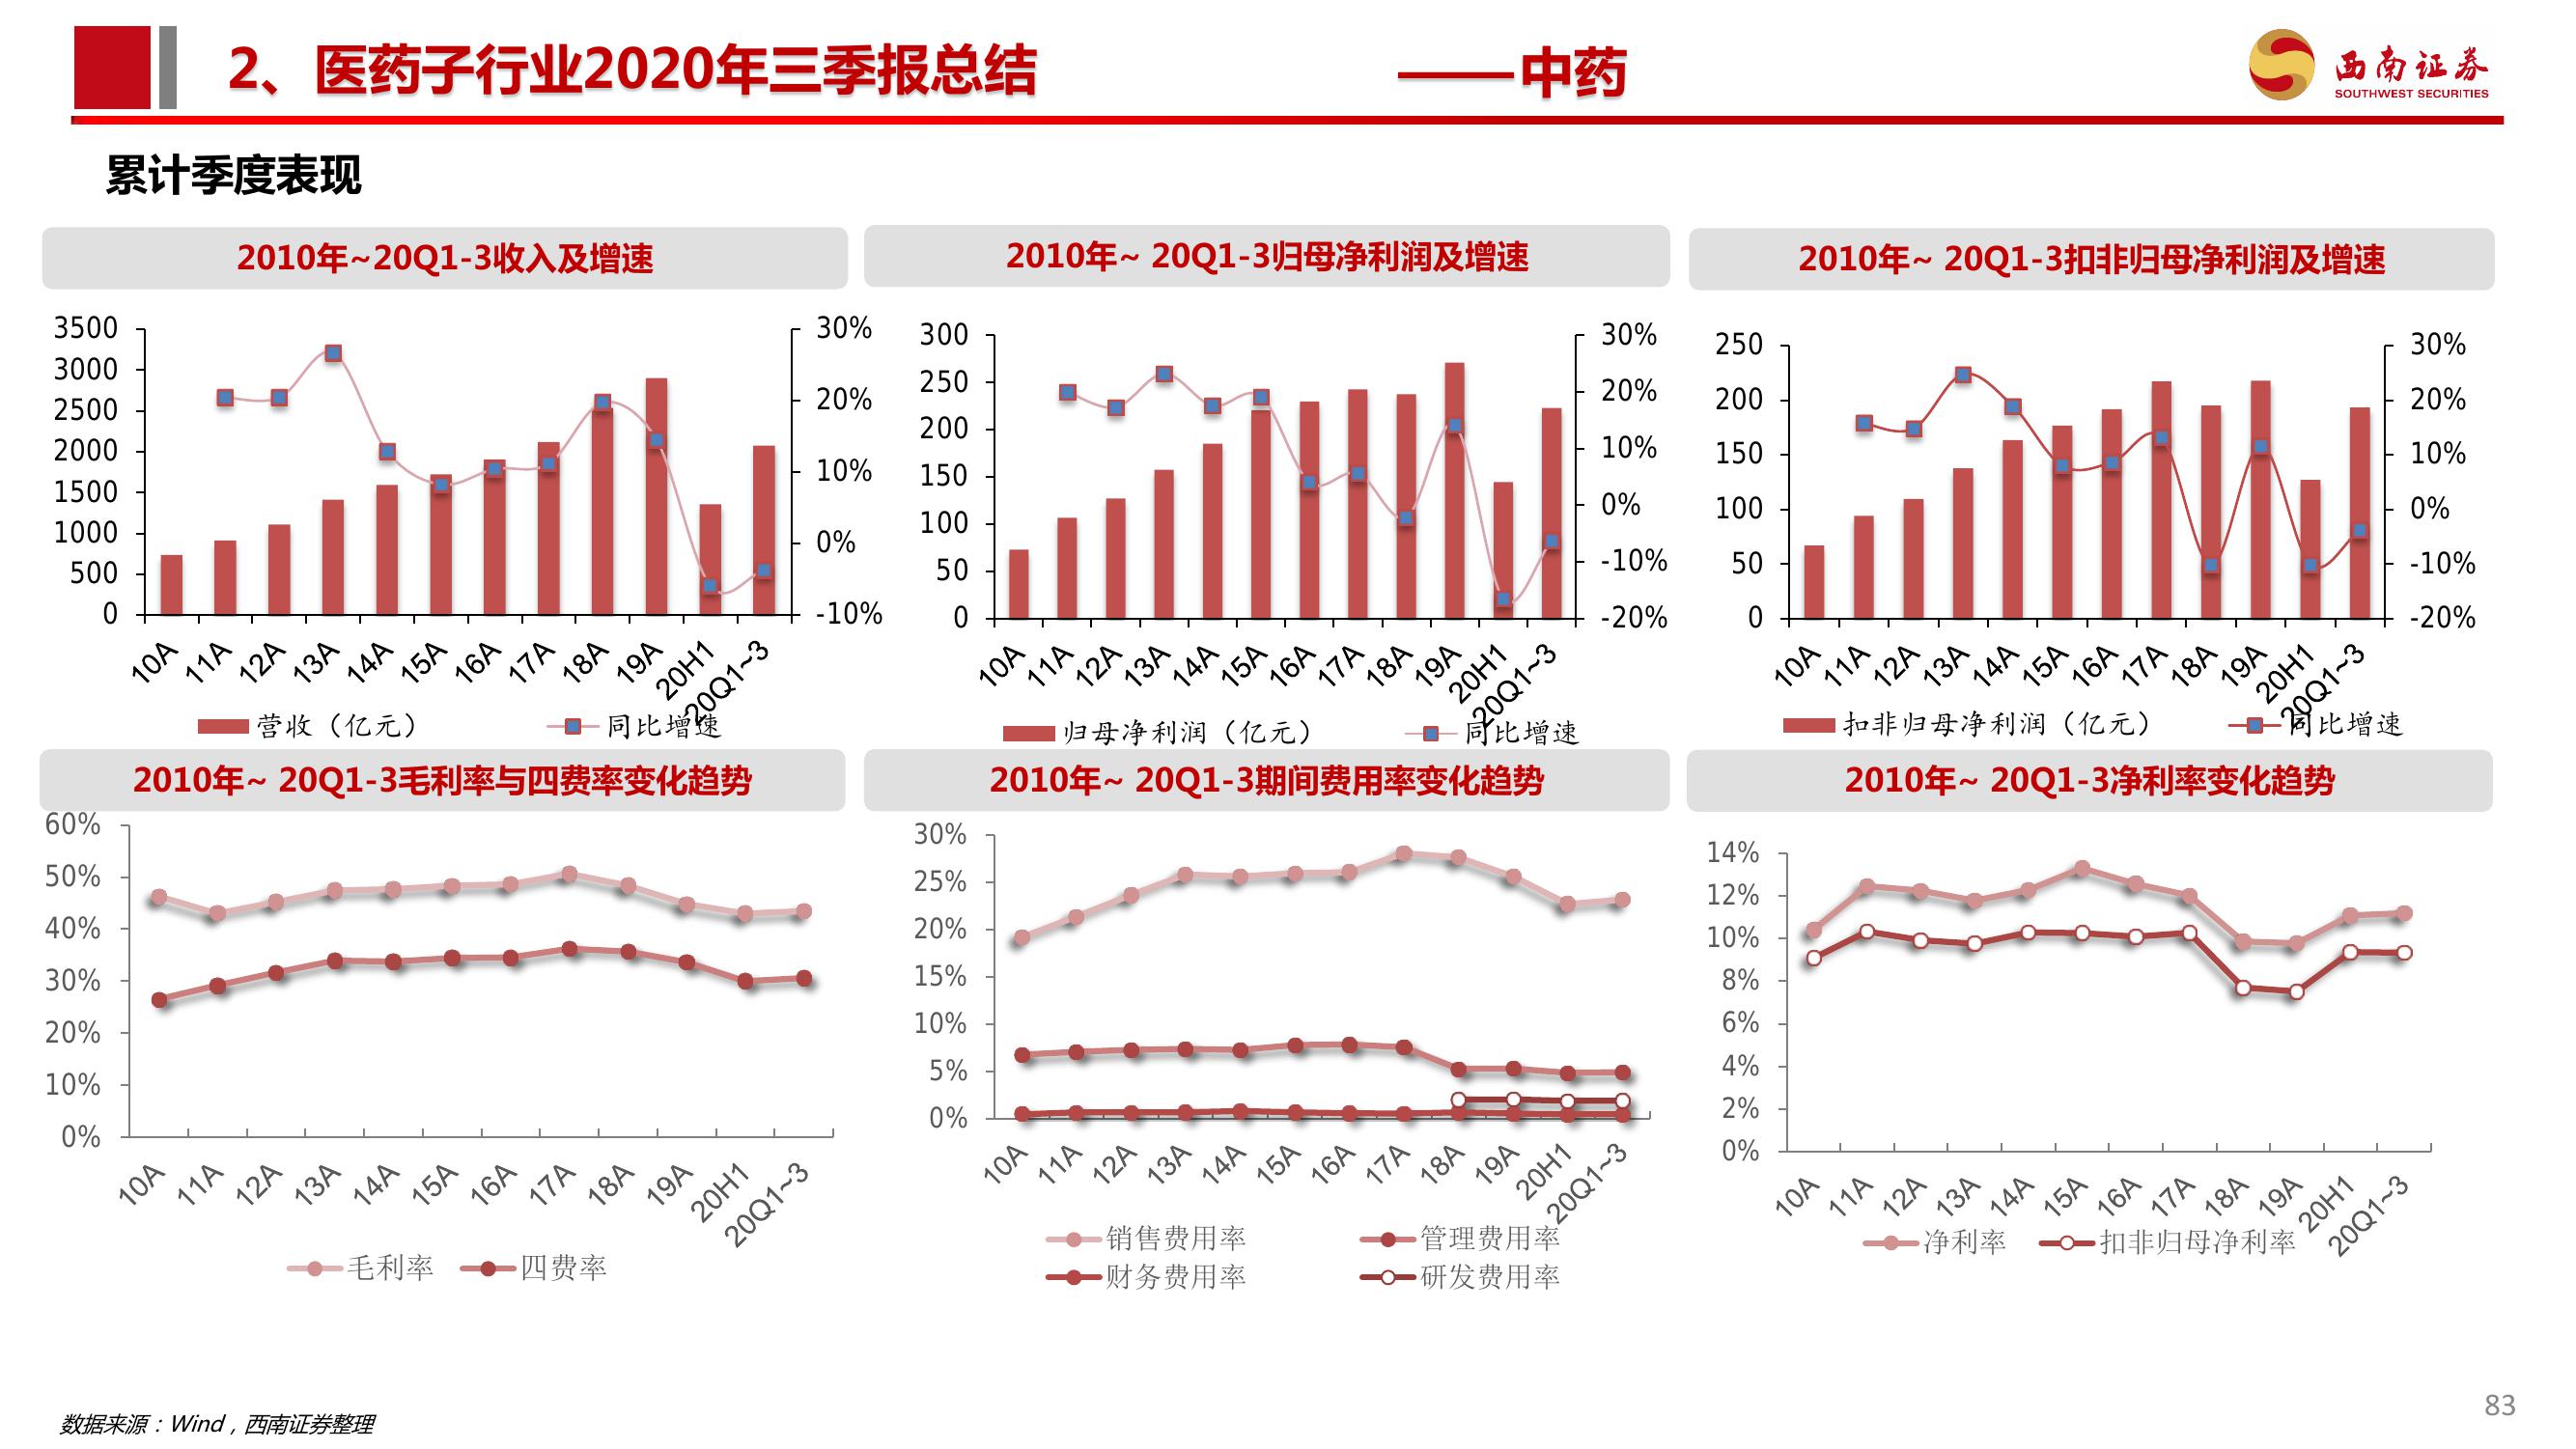 2、医药子行业2020年三季报总结
——中药
西南证券
SOUTHWEST SECURITIES
累计季度表现
2010年~20Q1-3收入及增速
3500
3000
2500
2000
1500
1000
500
0
30%
20%
10%
0%
-10%
10A 11A 12A 13A 14A 15A 16A 17A 18A 19A 20H1 20Q1~3
营收（亿元） 同比增速
2010年~ 20Q1-3归母净利润及增速
300
250
200
150
100
50
0
30%
20%
10%
0%
-10%
-20%
10A 11A 12A 13A 14A 15A 16A 17A 18A 19A 20H1 20Q1~3
归母净利润（亿元） 同比增速
2010年~ 20Q1-3扣非归母净利润及增速
250
200
150
100
50
0
30%
20%
10%
0%
-10%
-20%
10A 11A 12A 13A 14A 15A 16A 17A 18A 19A 20H1 20Q1~3
扣非归母净利润（亿元） 同比增速
2010年~ 20Q1-3毛利率与四费率变化趋势
60%
50%
40%
30%
20%
10%
0%
10A 11A 12A 13A 14A 15A 16A 17A 18A 19A 20H1 20Q1~3
毛利率 四费率
2010年~ 20Q1-3期间费用率变化趋势
30%
25%
20%
15%
10%
5%
0%
10A 11A 12A 13A 14A 15A 16A 17A 18A 19A 20H1 20Q1~3
销售费用率 管理费用率
财务费用率 研发费用率
2010年~ 20Q1-3净利率变化趋势
14%
12%
10%
8%
6%
4%
2%
0%
10A 11A 12A 13A 14A 15A 16A 17A 18A 19A 20H1 20Q1~3
净利率 扣非归母净利率
数据来源：Wind，西南证券整理
83